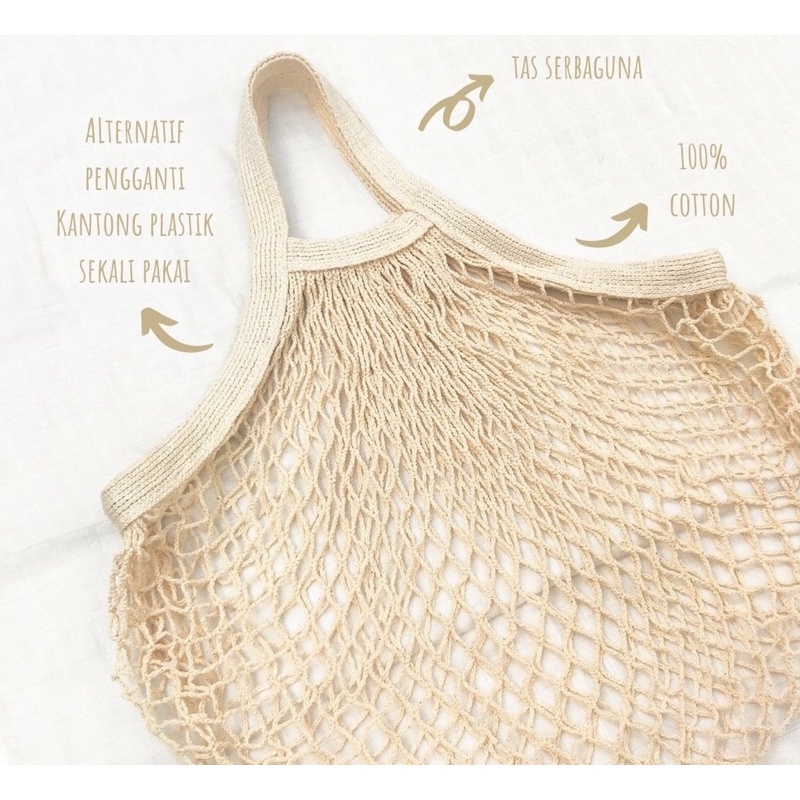 TAS SERBAGUNA
ALTERNATIF
PENGGANTI
KANTONG PLASTIK
SEKALI PAKAI
100%
COTTON